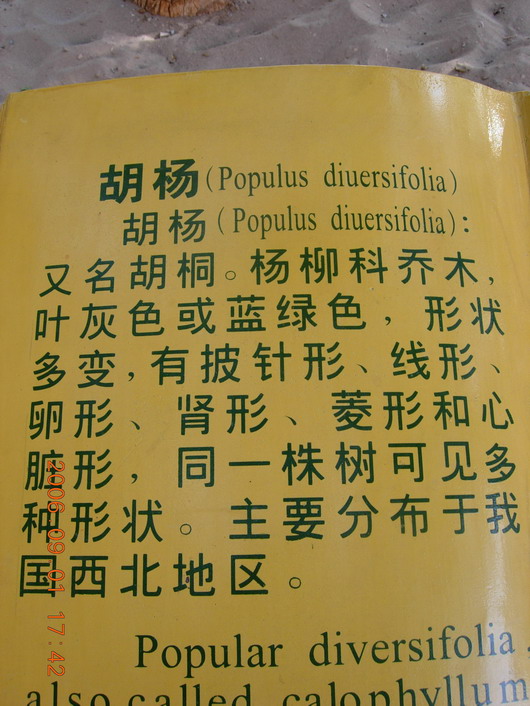 胡杨(Populus diuersifolia)
胡杨(Populus diuersifolia):
又名胡桐。杨柳科乔木,
叶灰色或蓝绿色,形状
多变,有披针形、线形、
卵形、肾形、菱形和心
脏形,同一株树可见多
种形状。主要分布于我
国西北地区。
Popular diversifolia,
also called calophyllum
2006 09 01 17:42